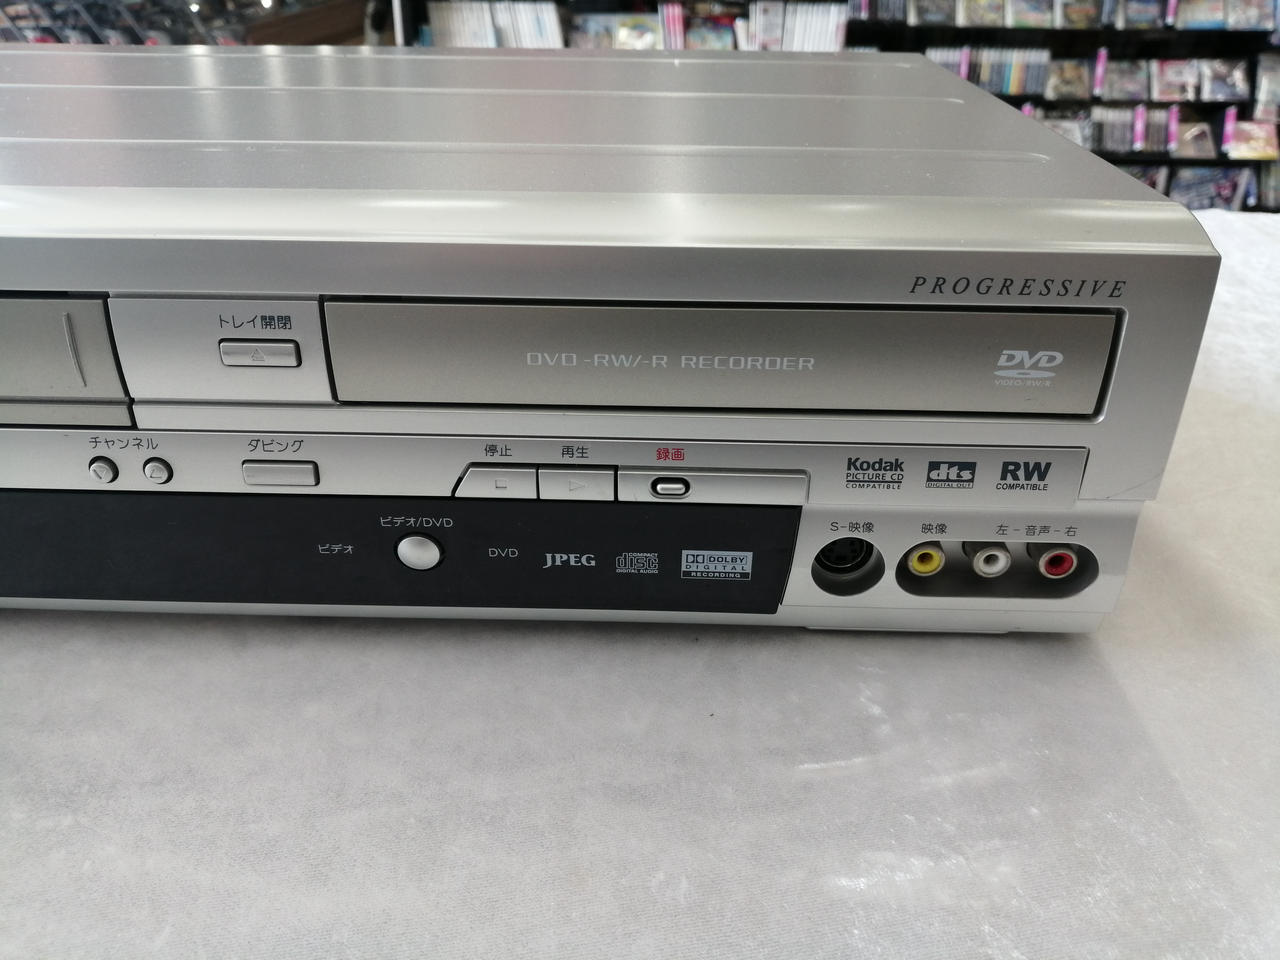 PROGRESSIVE
トレイ開閉
DVD-RW/-R RECORDER
DVD
VIDEO/RW/R
チャンネル
ダビング
停止
再生
録画
Kodak
PICTURE CD
COMPATIBLE
dts
DIGITAL OUT
RW
COMPATIBLE
ビデオ/DVD
ビデオ
DVD
JPEG
COMPACT
disc
DIGITAL AUDIO
DOLBY
DIGITAL
RECORDING
S-映像
映像
左-音声-右